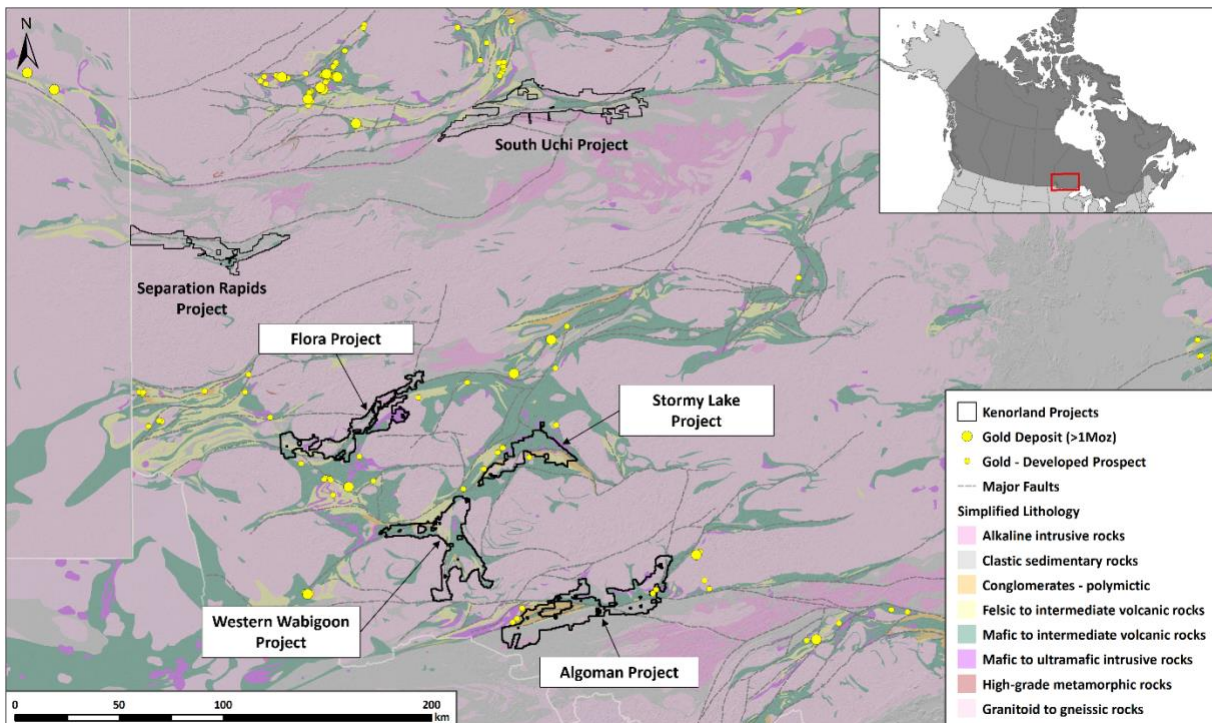 N
South Uchi Project
Separation Rapids
Project
Flora Project
Stormy Lake
Project
Western Wabigoon
Project
Algoman Project
Kenorland Projects
Gold Deposit (>1Moz)
Gold - Developed Prospect
Major Faults
Simplified Lithology
Alkaline intrusive rocks
Clastic sedimentary rocks
Conglomerates - polymictic
Felsic to intermediate volcanic rocks
Mafic to intermediate volcanic rocks
Mafic to ultramafic intrusive rocks
High-grade metamorphic rocks
Granitoid to gneissic rocks
0 50 100 200
km